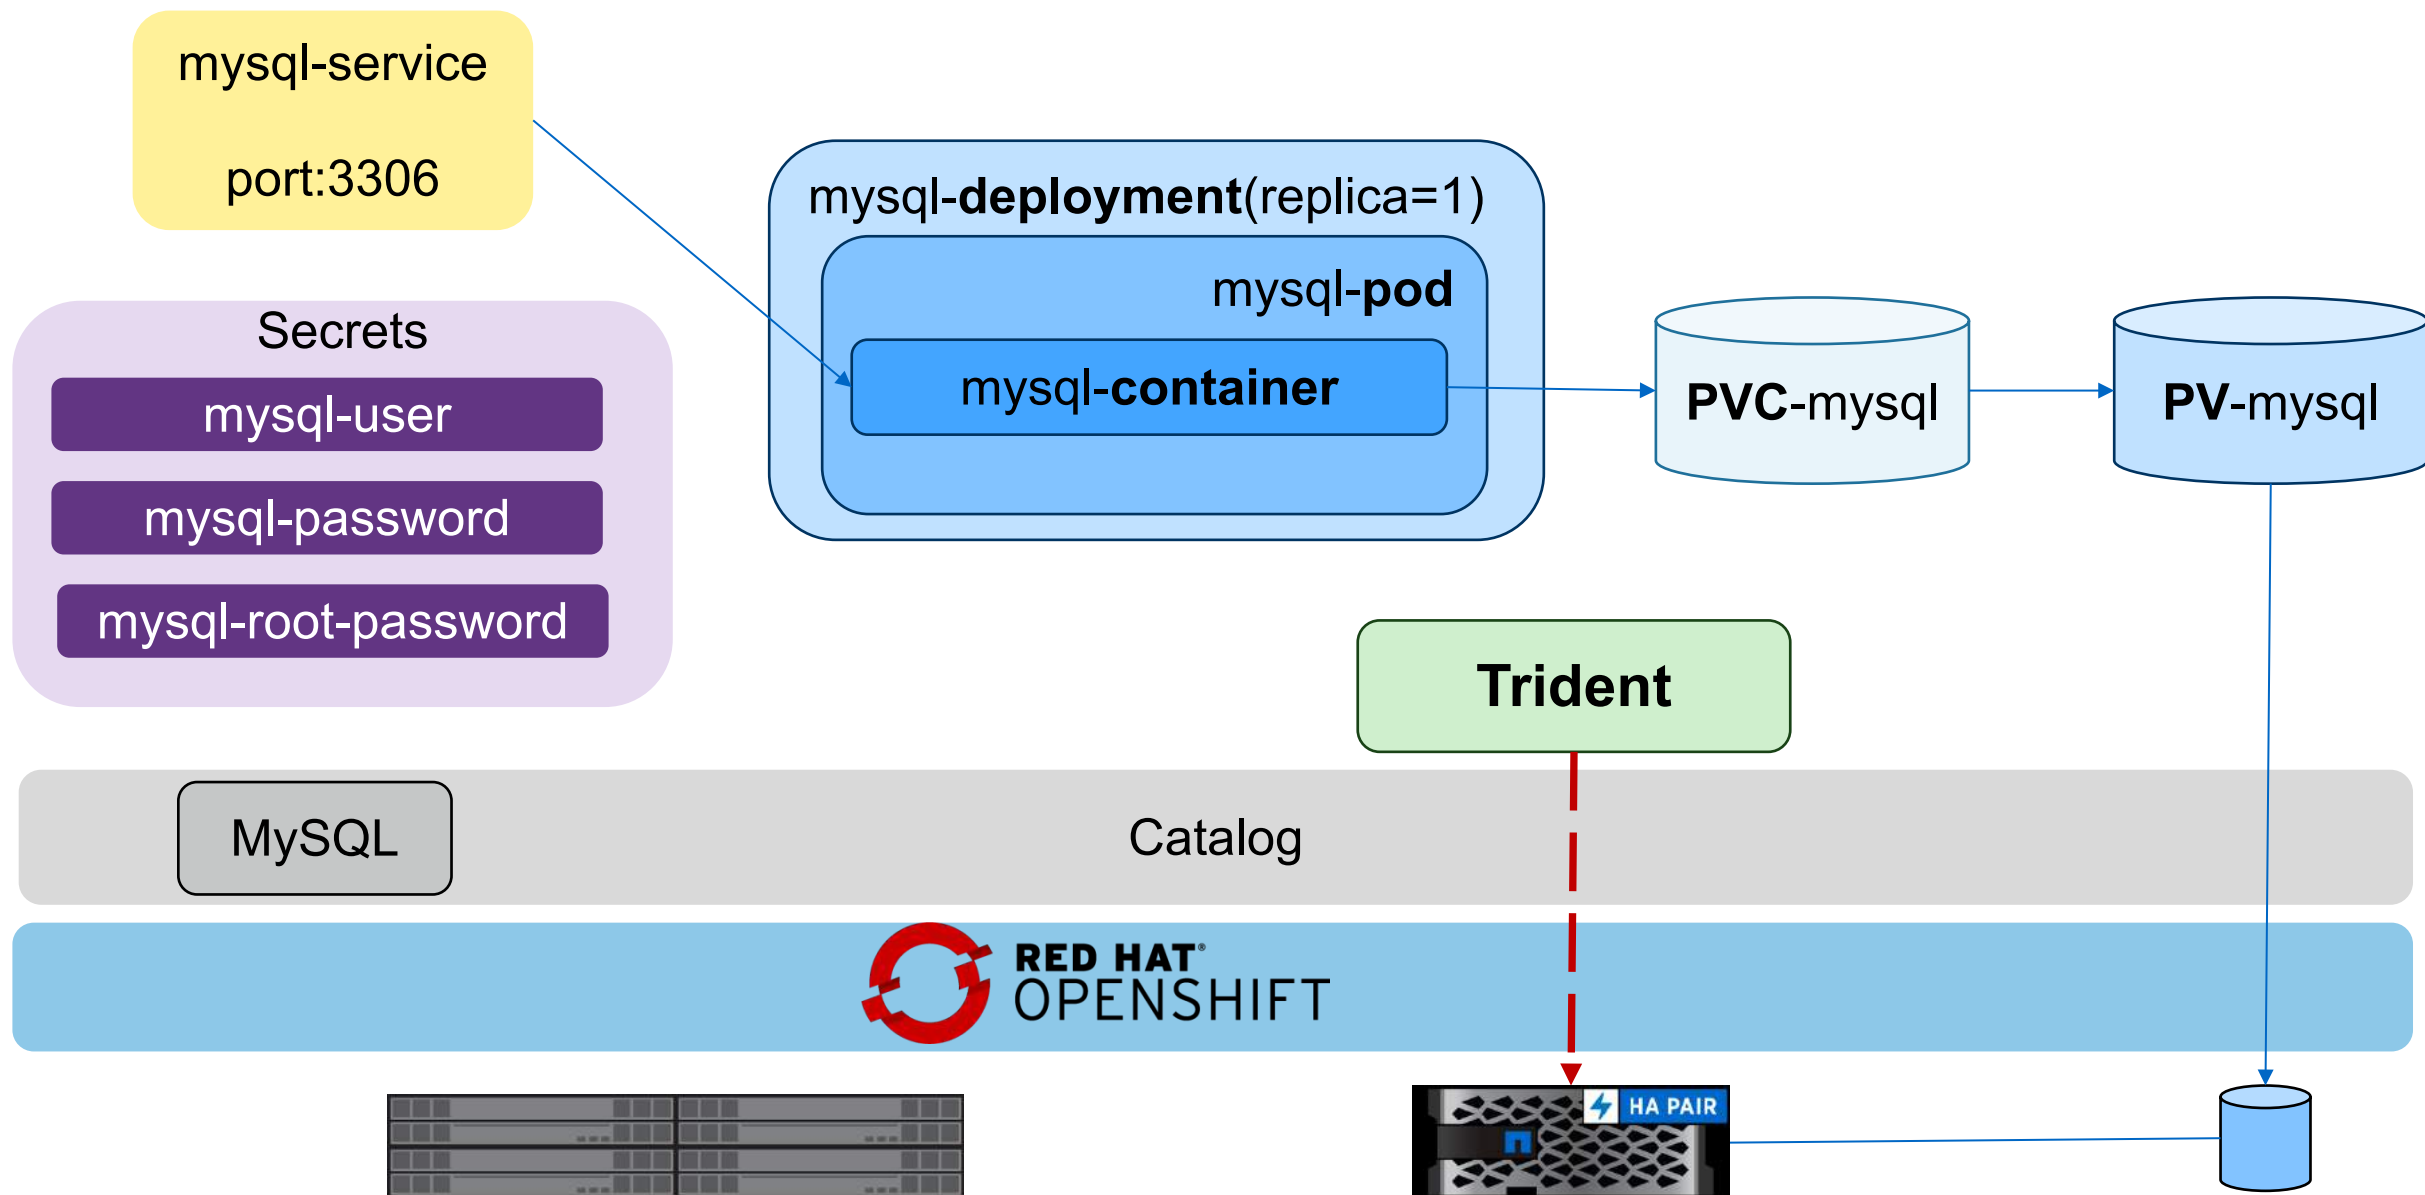 mysql-service
port:3306
mysql-deployment(replica=1)
mysql-pod
mysql-container
PVC-mysql
PV-mysql
Secrets
mysql-user
mysql-password
mysql-root-password
Trident
MySQL
Catalog
RED HAT®
OPENSHIFT
HA PAIR